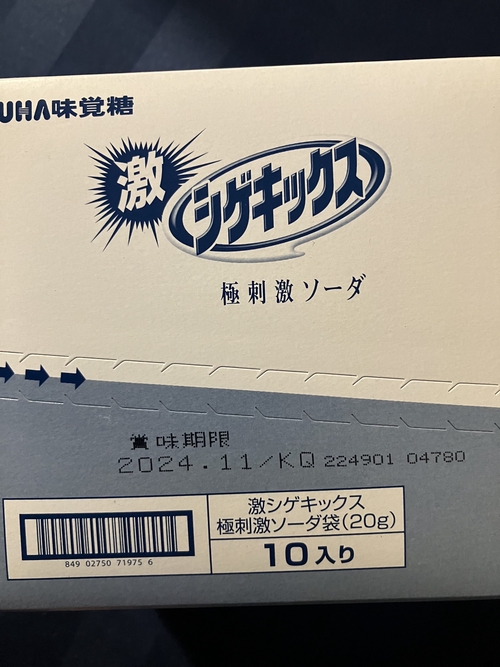 UHA味覚糖
激
シゲキックス
極刺激ソーダ
賞味期限
2024.11/KQ 224901 04780
激シゲキックス
極刺激ソーダ袋(20g)
10入り
849 02750 71975 6